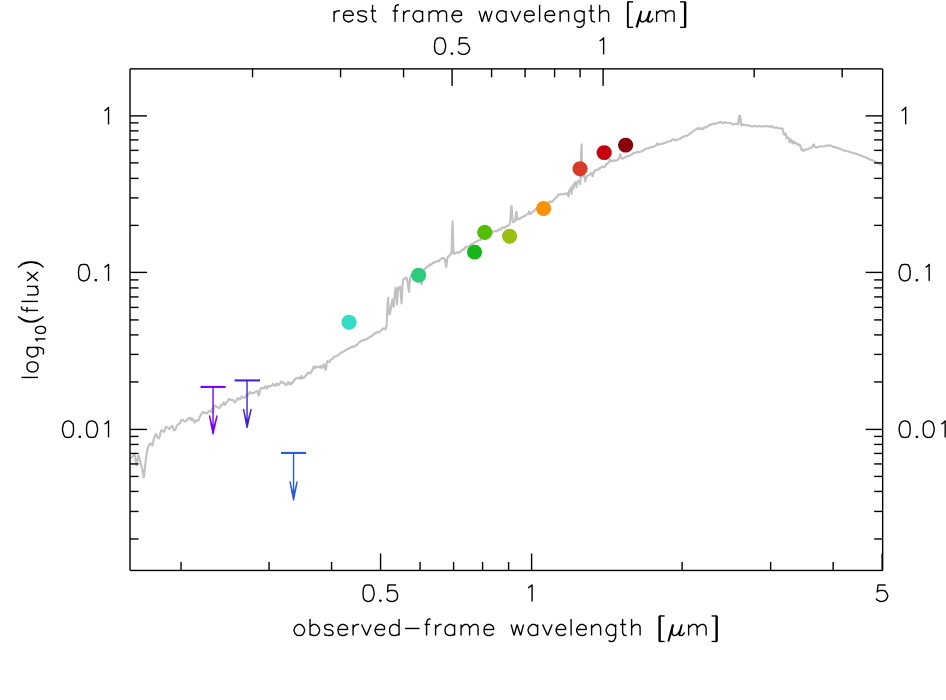 rest frame wavelength [μm]
0.5 1
1 1
0.1 0.1
0.01 0.01
log10(flux)
0.5 1 5
observed−frame wavelength [μm]